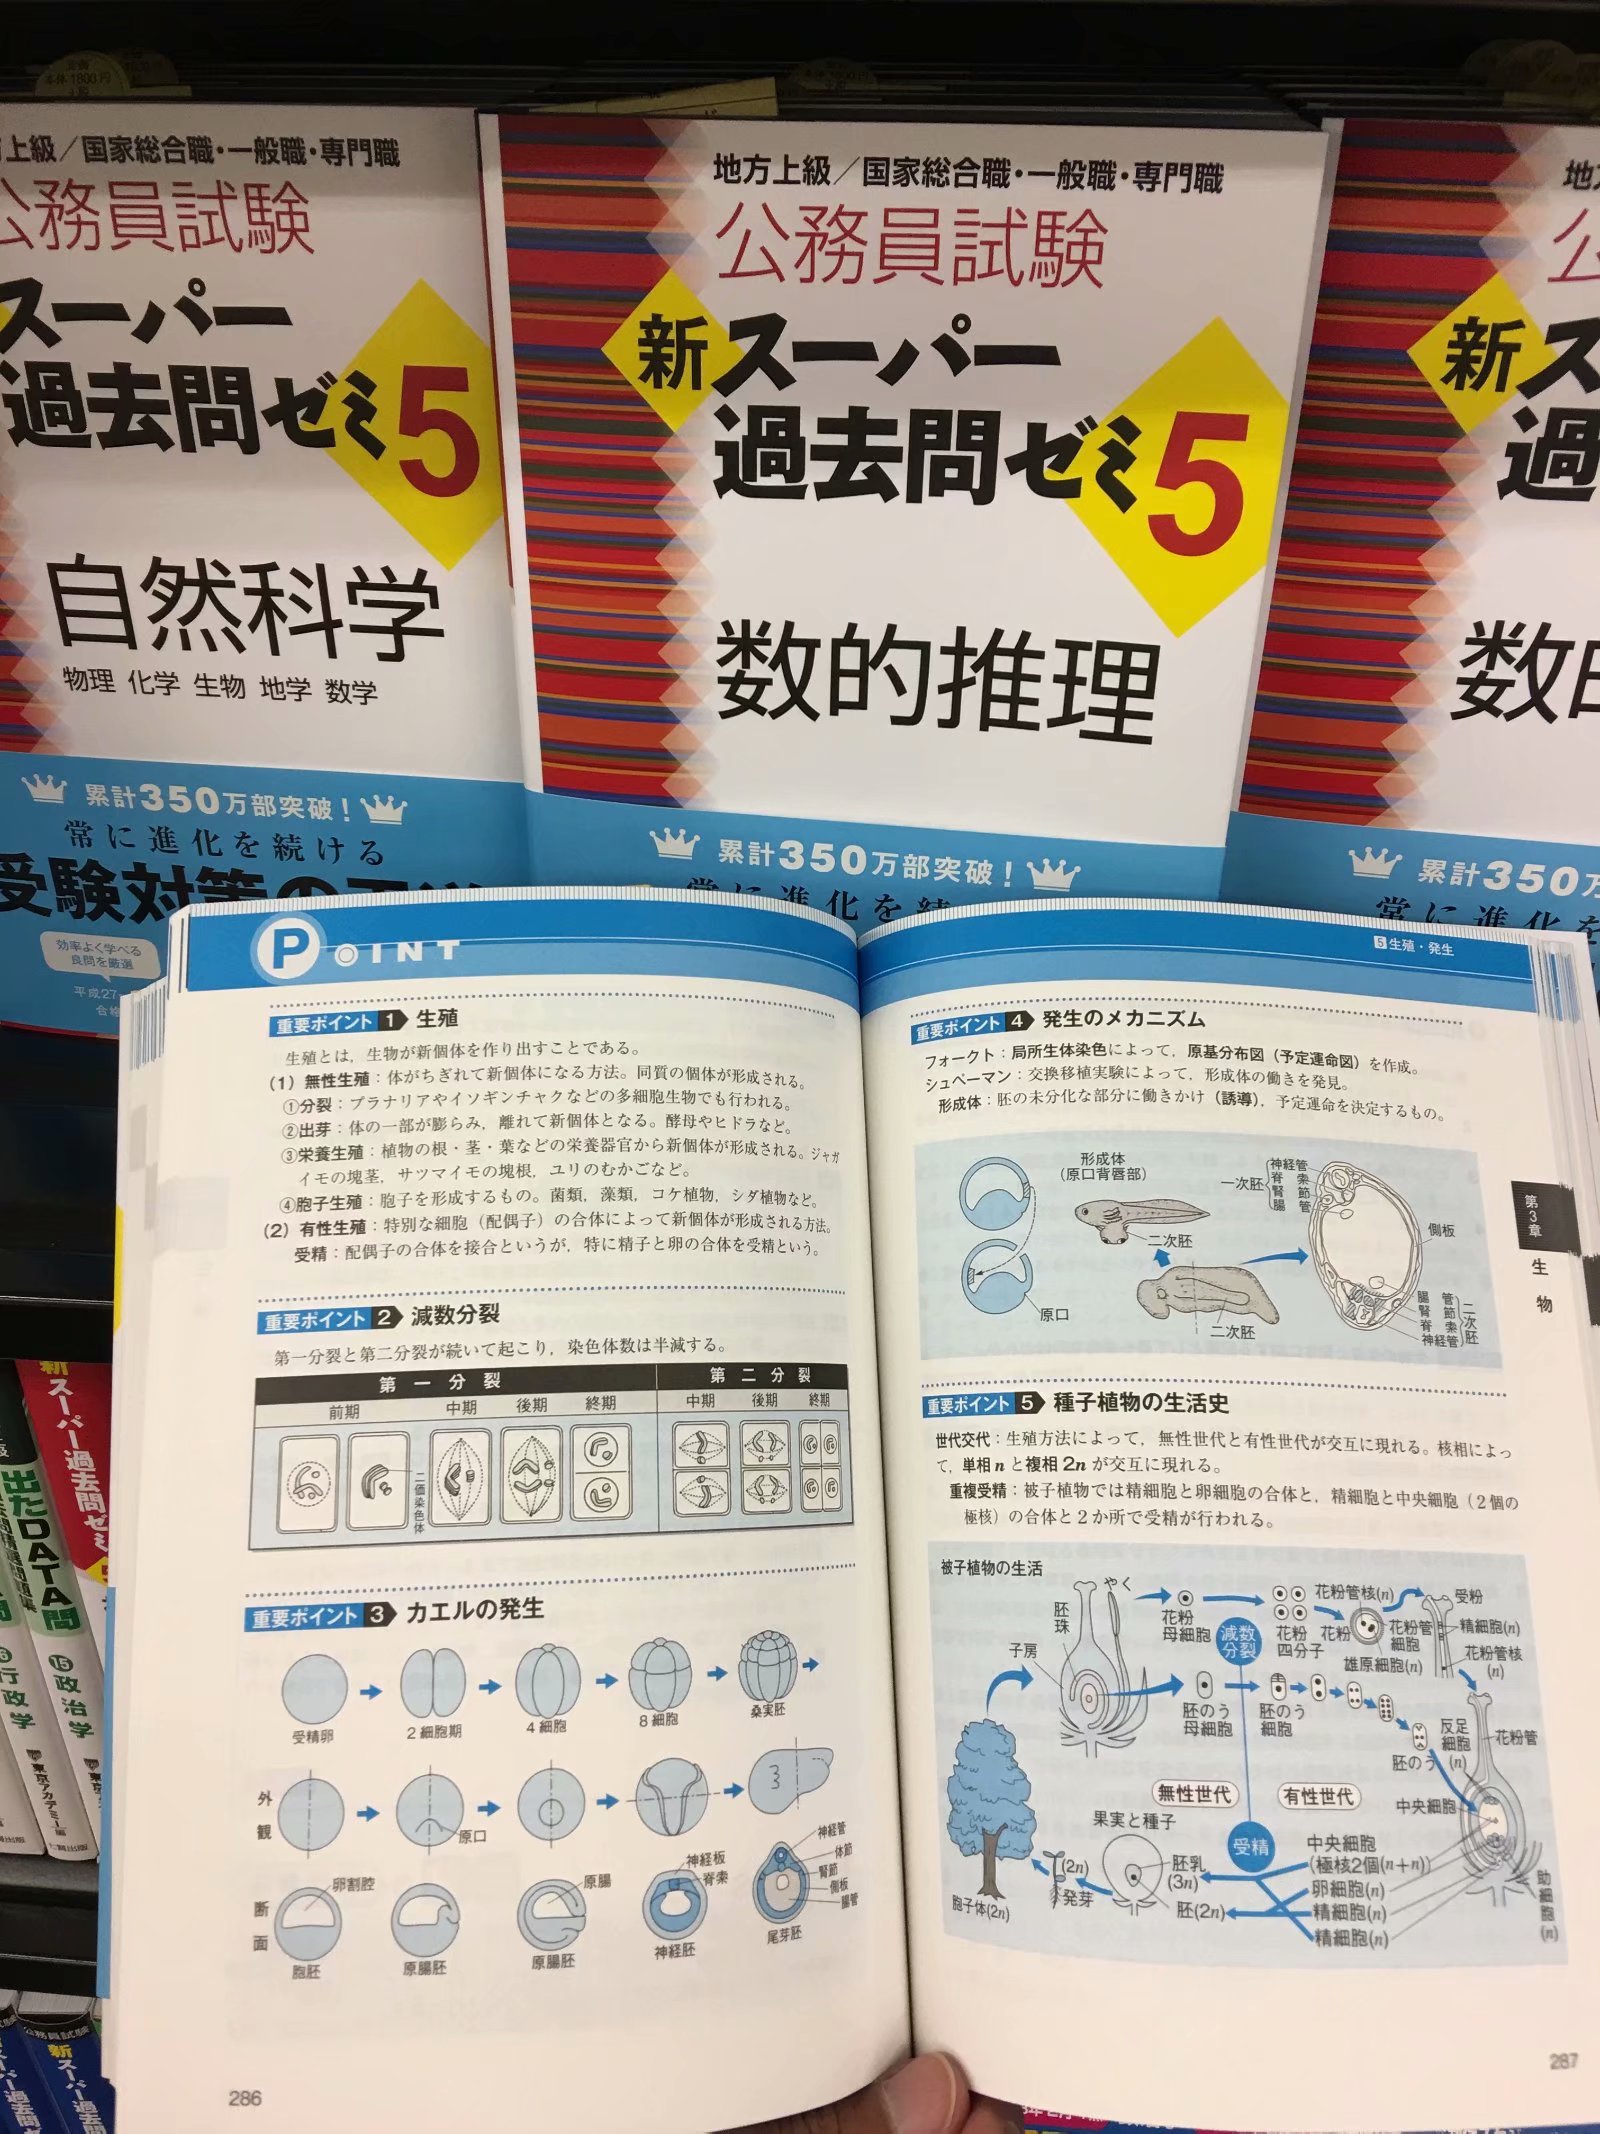 本体1800円
上級／国家総合職・一般職・専門職
公務員試験
スーパー
過去問ゼミ5
自然科学
物理 化学 生物 地学 数学
累計350万部突破！
常に進化を続ける
受験対策の
効率よく学べる
良問を厳選
平成27
地方上級／国家総合職・一般職・専門職
公務員試験
新スーパー
過去問ゼミ5
数的推理
累計350万部突破！
常に進化を続
地
公
新ス
過
数
累計350万
常に進化を
POINT
重要ポイント 1 生殖
生殖とは，生物が新個体を作り出すことである。
(1) 無性生殖：体がちぎれて新個体になる方法。同質の個体が形成される。
①分裂：プラナリアやイソギンチャクなどの多細胞生物でも行われる。
②出芽：体の一部が膨らみ，離れて新個体となる。酵母やヒドラなど。
③栄養生殖：植物の根・茎・葉などの栄養器官から新個体が形成される。ジャガ
イモの塊茎，サツマイモの塊根，ユリのむかごなど。
④胞子生殖：胞子を形成するもの。菌類，藻類，コケ植物，シダ植物など。
(2) 有性生殖：特別な細胞（配偶子）の合体によって新個体が形成される方法。
受精：配偶子の合体を接合というが，特に精子と卵の合体を受精という。
重要ポイント 2 減数分裂
第一分裂と第二分裂が続いて起こり，染色体数は半減する。
第一分裂 第二分裂
前期 中期 後期 終期 中期 後期 終期
二価染色体
重要ポイント 3 カエルの発生
受精卵 2細胞期 4細胞 8細胞 桑実胚
外観
原口
神経管
体節
腎節
側板
腸管
神経板
脊索
卵割腔
原腸
断面
胞胚 原腸胚 原腸胚 神経胚 尾芽胚
286
5 生殖・発生
重要ポイント 4 発生のメカニズム
フォークト：局所生体染色によって，原基分布図（予定運命図）を作成。
シュペーマン：交換移植実験によって，形成体の働きを発見。
形成体：胚の未分化な部分に働きかけ（誘導），予定運命を決定するもの。
形成体
（原口背唇部）
一次胚
神経管
脊索
腎節
腸管
二次胚
側板
原口
二次胚
腸管
腎節
脊索
神経管
二次胚
第3章
生物
重要ポイント 5 種子植物の生活史
世代交代：生殖方法によって，無性世代と有性世代が交互に現れる。核相によっ
て，単相nと複相2nが交互に現れる。
重複受精：被子植物では精細胞と卵細胞の合体と，精細胞と中央細胞（2個の
極核）の合体と2か所で受精が行われる。
被子植物の生活
やく
胚珠
子房
花粉
母細胞
減数
分裂
花粉
四分子
花粉
花粉管核(n)
花粉管
細胞
雄原細胞(n)
受粉
精細胞(n)
花粉管核
(n)
胚のう
母細胞
胚のう
細胞
胚のう
反足
細胞
(n)
花粉管
無性世代
有性世代
中央細胞
果実と種子
受精
中央細胞
(極核2個(n+n))
胚乳
(3n)
(2n)
発芽
胚(2n)
卵細胞(n)
精細胞(n)
精細胞(n)
助細胞(n)
胞子体(2n)
287
新スーパー過去問ゼミ
出たDATA問
過去問精選問題集
15
政治学
行政学
東京アカデミー編
公務員試験
新スーパー過去問